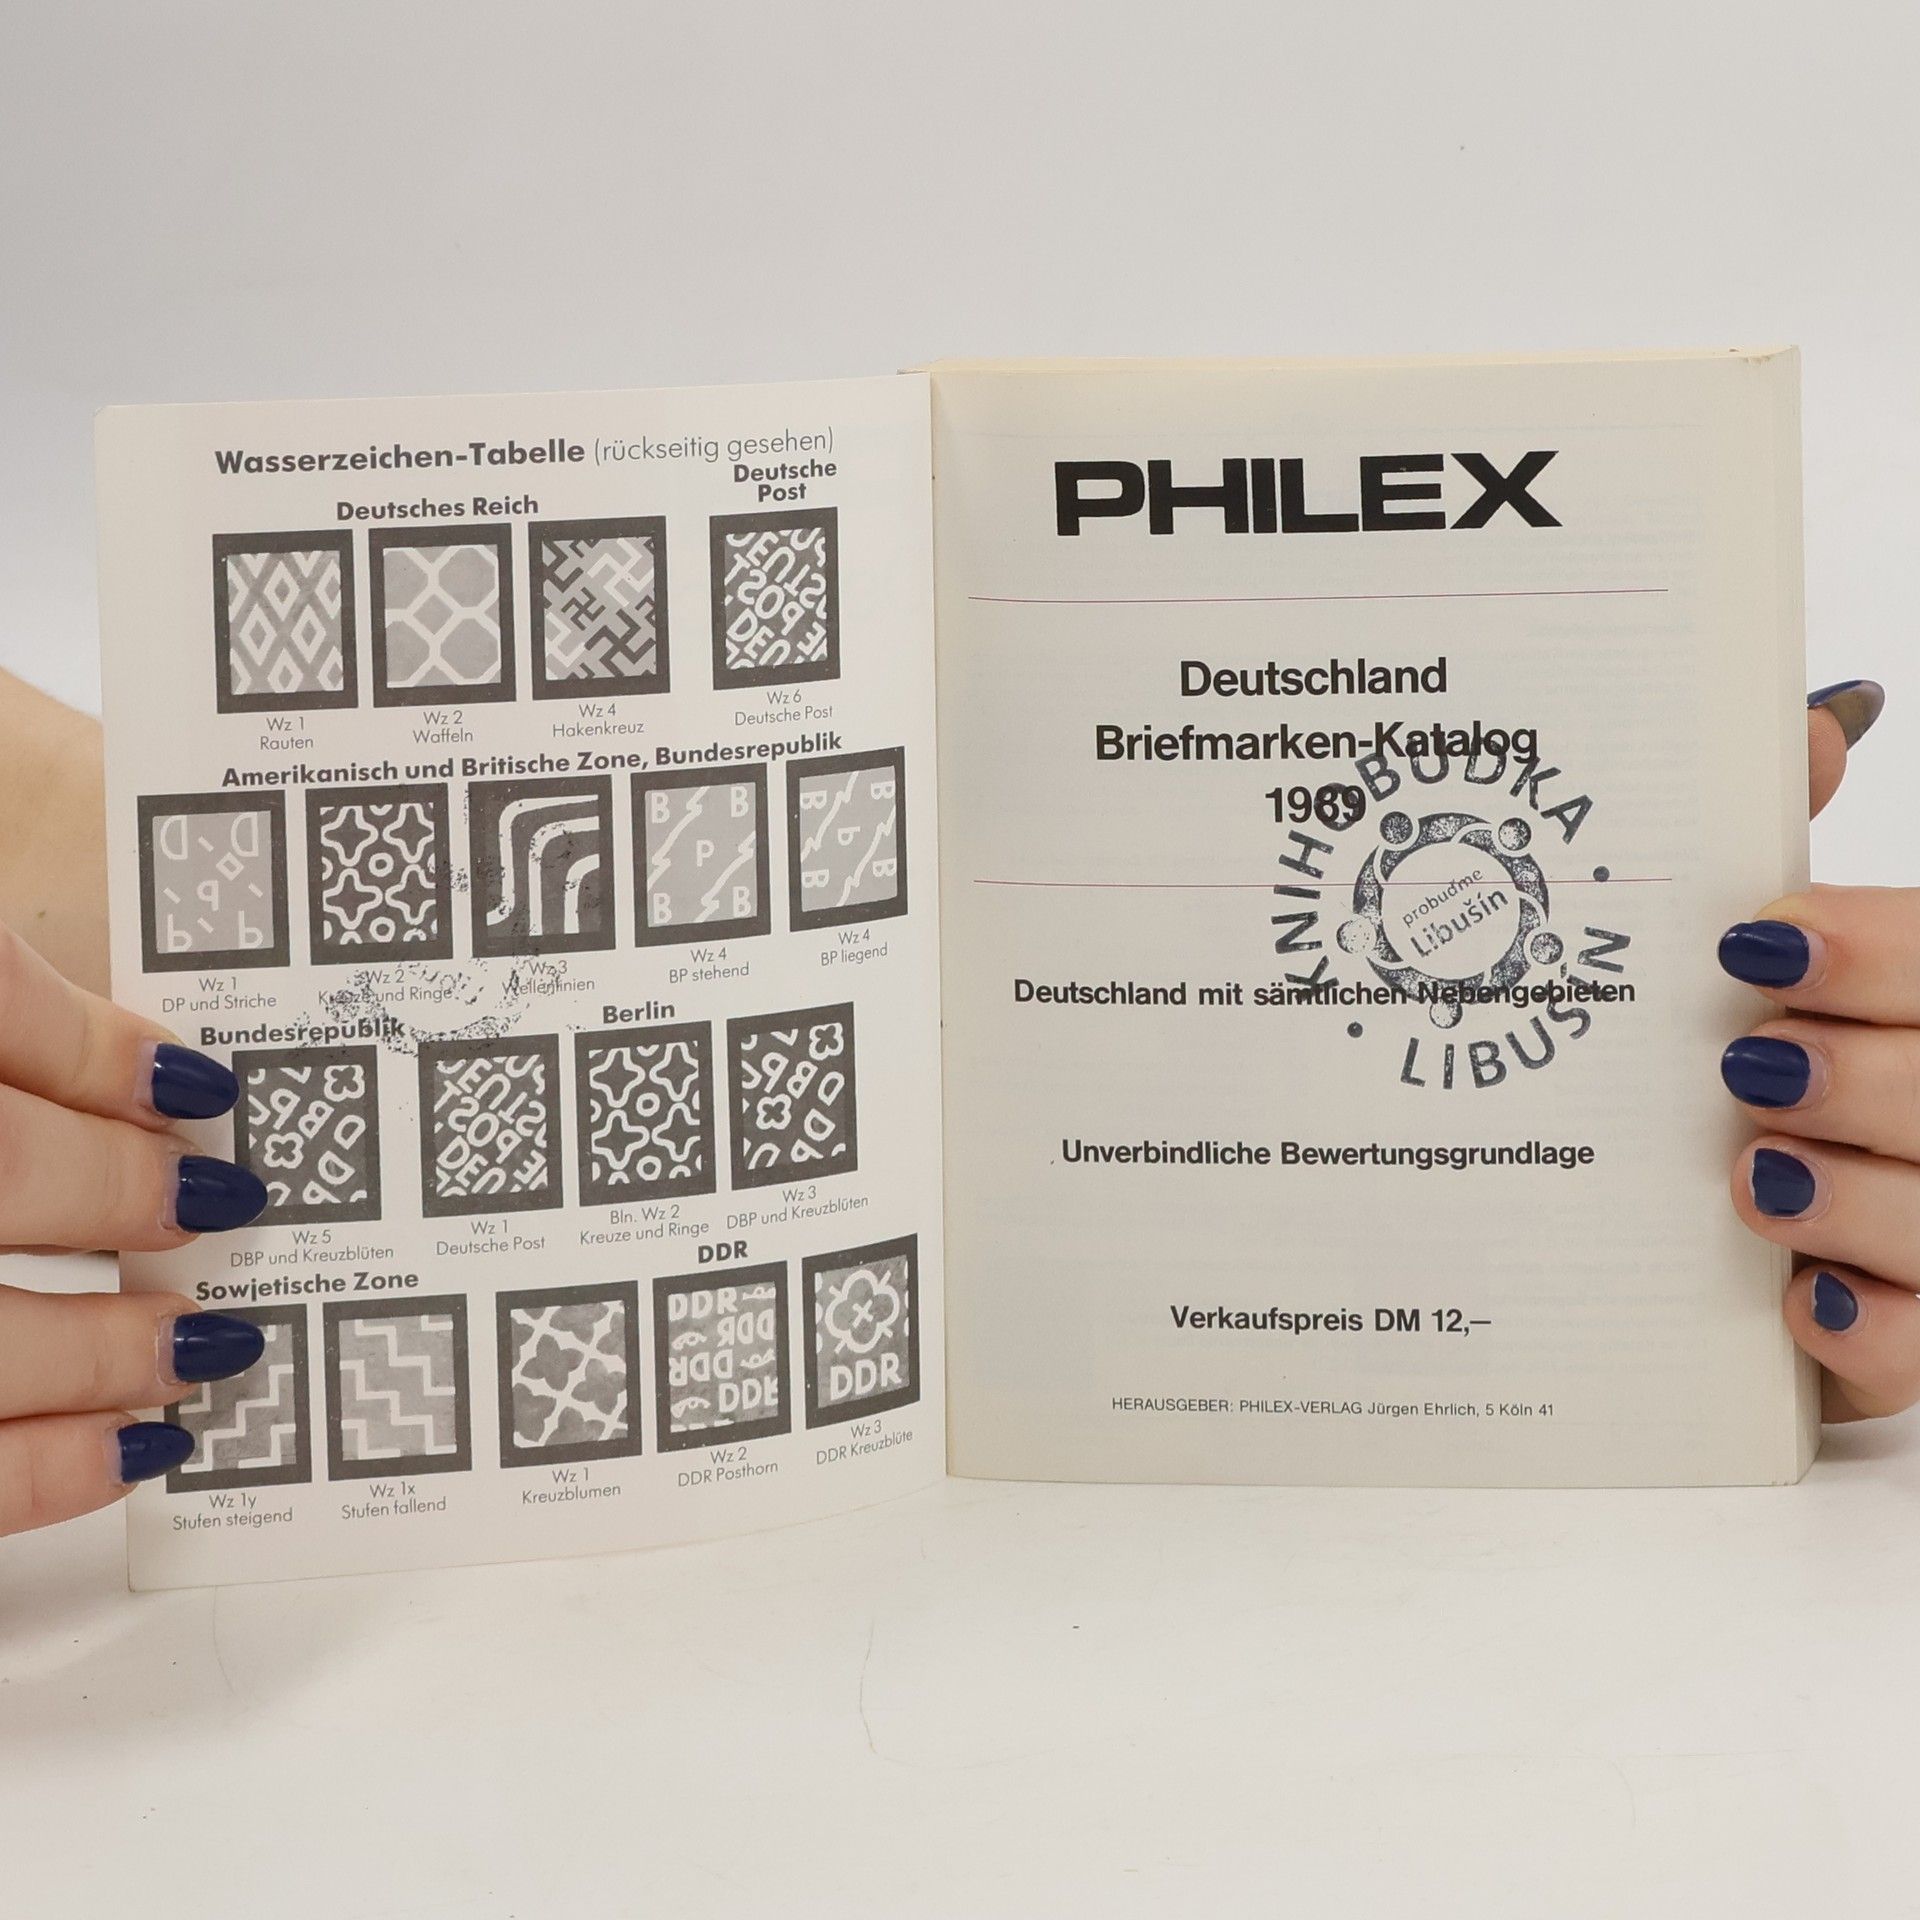 Wasserzeichen-Tabelle (rückseitig gesehen)
Deutsches Reich
Deutsche
Post
Wz 1
Rauten
Wz 2
Waffeln
Wz 4
Hakenkreuz
Wz 6
Deutsche Post
Amerikanisch und Britische Zone, Bundesrepublik
B B
P
B B
Wz 1
DP und Striche
Wz 2
Kreuze und Ringe
Wz 3
Wellenlinien
Wz 4
BP stehend
Wz 4
BP liegend
Bundesrepublik
Berlin
Wz 5
DBP und Kreuzblüten
Wz 1
Deutsche Post
Bln. Wz 2
Kreuze und Ringe
Wz 3
DBP und Kreuzblüten
Sowjetische Zone
DDR
DDR
Wz 1y
Stufen steigend
Wz 1x
Stufen fallend
Wz 1
Kreuzblumen
Wz 2
DDR Posthorn
Wz 3
DDR Kreuzblüte
PHILEX
Deutschland
Briefmarken-Katalog
1989
KNIHOBUDKA
probuďme
Libušín
LIBUŠÍN
Deutschland mit sämtlichen Nebengebieten
Unverbindliche Bewertungsgrundlage
Verkaufspreis DM 12,—
HERAUSGEBER: PHILEX-VERLAG Jürgen Ehrlich, 5 Köln 41